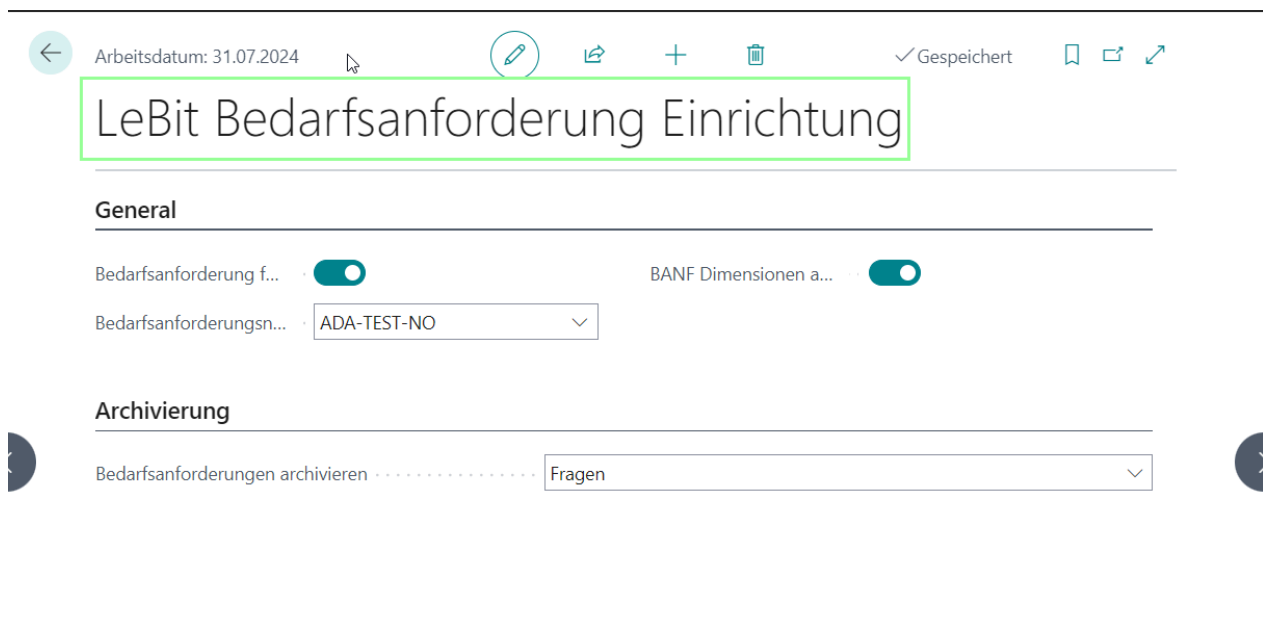 Arbeitsdatum: 31.07.2024
Gespeichert
LeBit Bedarfsanforderung Einrichtung
General
Bedarfsanforderung f...
BANF Dimensionen a...
Bedarfsanforderungsn...
ADA-TEST-NO
Archivierung
Bedarfsanforderungen archivieren
Fragen